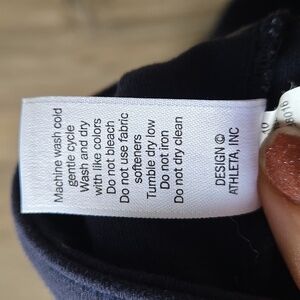 Machine wash cold
gentle cycle
Wash and dry
with like colors
Do not bleach
Do not use fabric
softeners
Tumble dry low
Do not iron
Do not dry clean
DESIGN ©
ATHLETA, INC